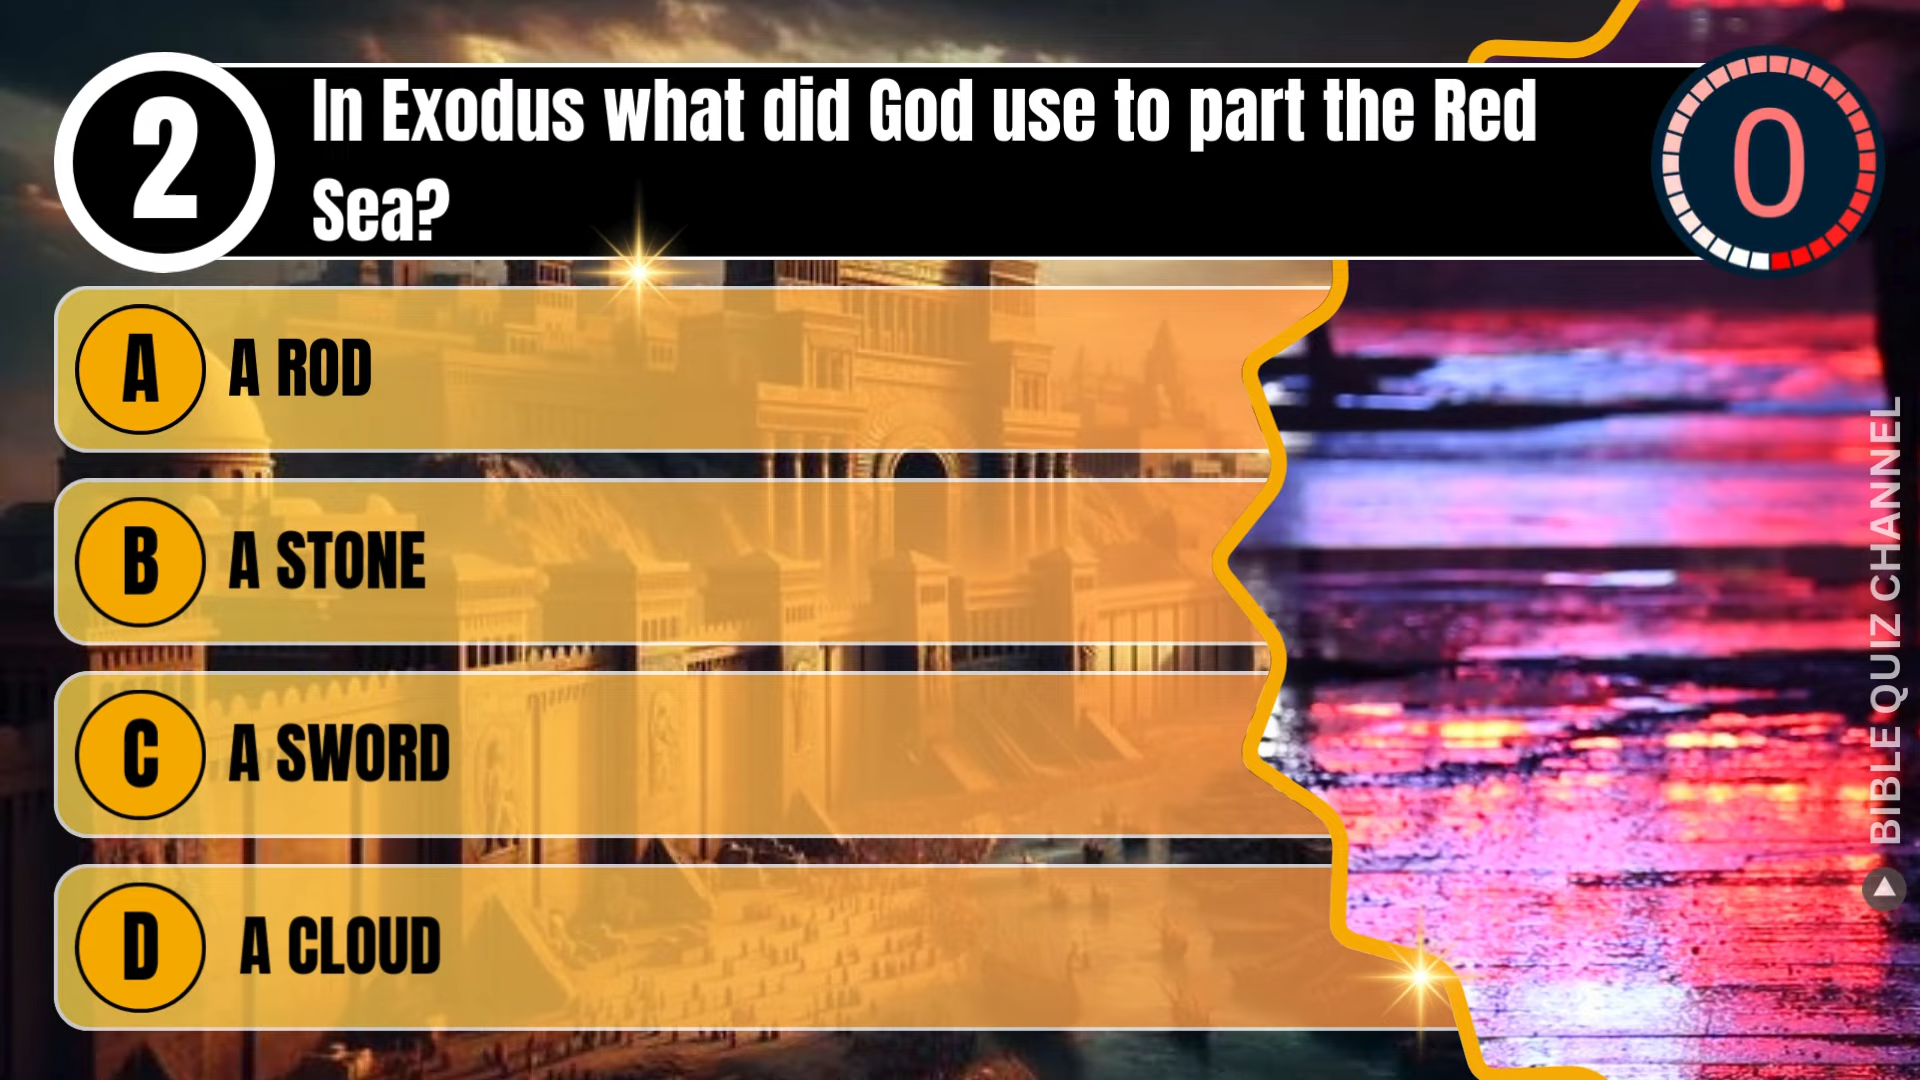 2
In Exodus what did God use to part the Red
Sea?
0
A
A ROD
B
A STONE
C
A SWORD
D
A CLOUD
BIBLE QUIZ CHANNEL